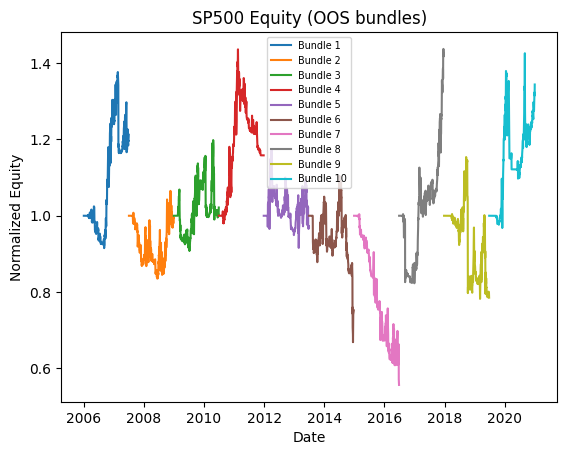 SP500 Equity (OOS bundles)
Bundle 1
Bundle 2
Bundle 3
Bundle 4
Bundle 5
Bundle 6
Bundle 7
Bundle 8
Bundle 9
Bundle 10
Normalized Equity
1.4
1.2
1.0
0.8
0.6
2006 2008 2010 2012 2014 2016 2018 2020
Date